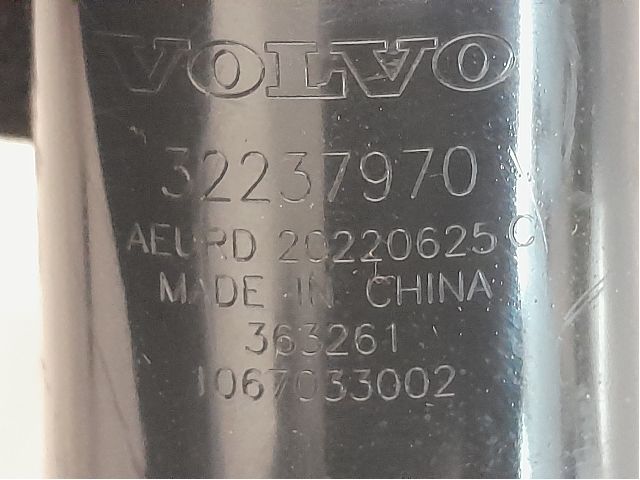 VOLVO
32237970
AEURD 20220625 C
MADE IN CHINA
363261
1067033002